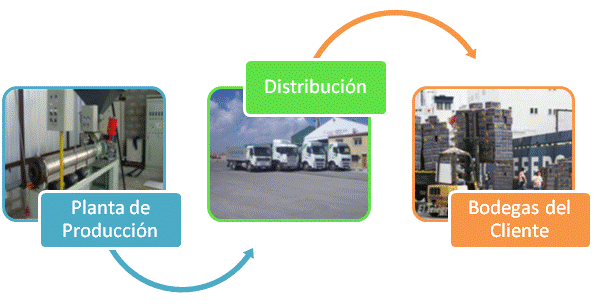 Distribución
Planta de
Producción
Bodegas del
Cliente